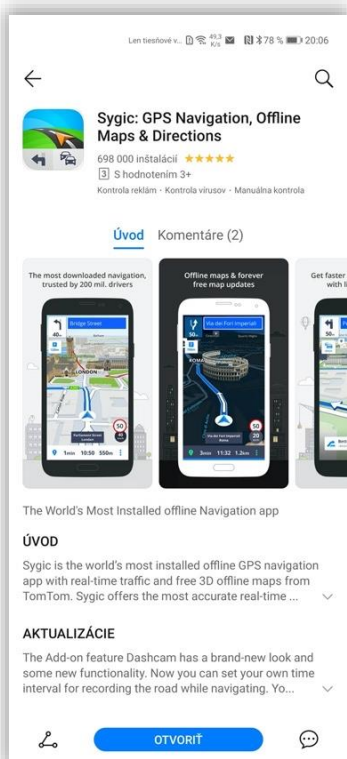 Len tiesňové v... 49,3 K/s 78 % 20:06
Sygic: GPS Navigation, Offline
Maps & Directions
698 000 inštalácií
3 S hodnotením 3+
Kontrola reklám · Kontrola vírusov · Manuálna kontrola
Úvod Komentáre (2)
The most downloaded navigation,
trusted by 200 mil. drivers
Bridge Street
LONDON
50
1min 10:50 550m
Offline maps & forever
free map updates
Via dei Fori Imperiali
ROMA
50
20
3min 11:32 1.2km
Get faster
with l
The World's Most Installed offline Navigation app
ÚVOD
Sygic is the world's most installed offline GPS navigation
app with real-time traffic and free 3D offline maps from
TomTom. Sygic offers the most accurate real-time ...
AKTUALIZÁCIE
The Add-on feature Dashcam has a brand-new look and
some new functionality. Now you can set your own time
interval for recording the road while navigating. Yo...
OTVORIŤ